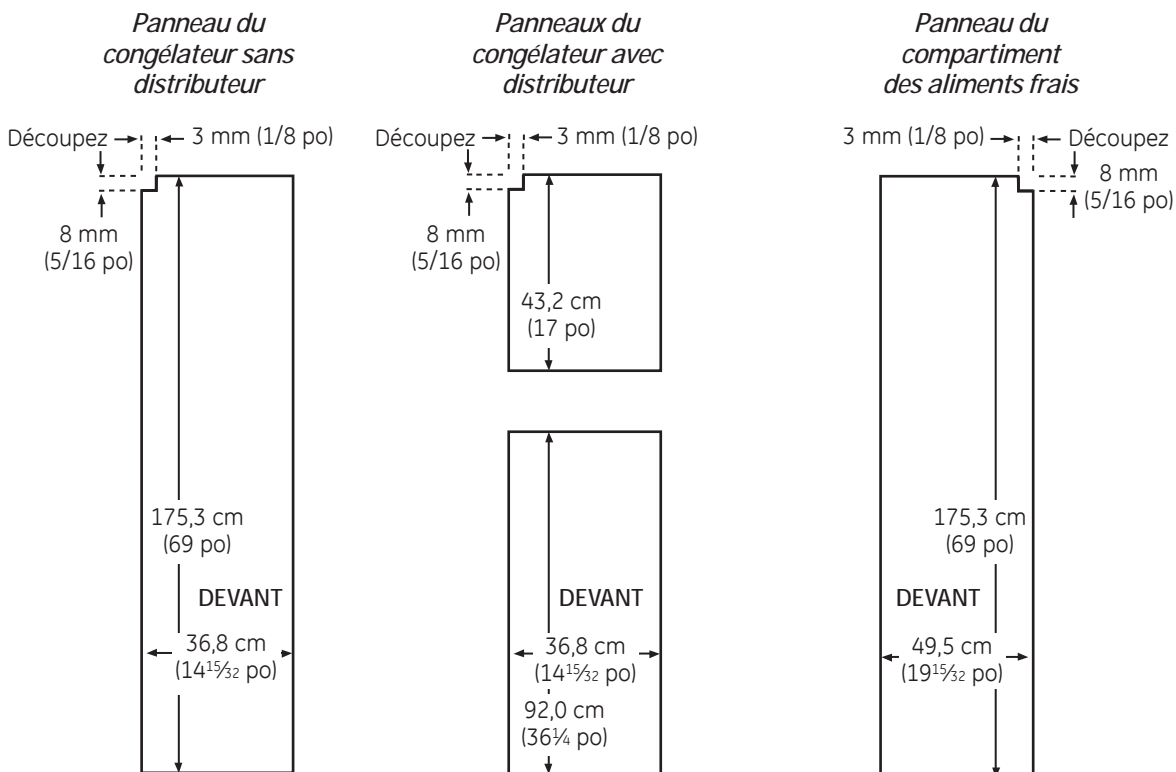 Panneau du
congélateur sans
distributeur
Découpez
3 mm (1/8 po)
8 mm
(5/16 po)
175,3 cm
(69 po)
DEVANT
36,8 cm
(14 15/32 po)
Panneaux du
congélateur avec
distributeur
Découpez
3 mm (1/8 po)
8 mm
(5/16 po)
43,2 cm
(17 po)
DEVANT
36,8 cm
(14 15/32 po)
92,0 cm
(36 1/4 po)
Panneau du
compartiment
des aliments frais
3 mm (1/8 po)
Découpez
8 mm
(5/16 po)
175,3 cm
(69 po)
DEVANT
49,5 cm
(19 15/32 po)